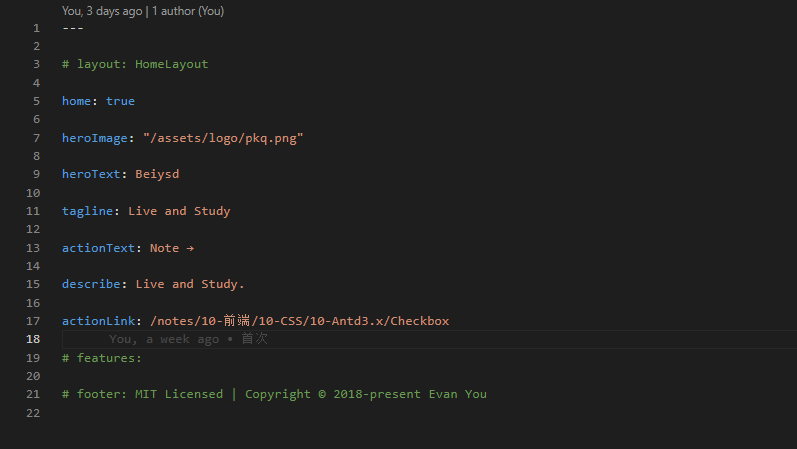 You, 3 days ago | 1 author (You)
1 ---
2
3 # layout: HomeLayout
4
5 home: true
6
7 heroImage: "/assets/logo/pkq.png"
8
9 heroText: Beiysd
10
11 tagline: Live and Study
12
13 actionText: Note →
14
15 describe: Live and Study.
16
17 actionLink: /notes/10-前端/10-CSS/10-Antd3.x/Checkbox
18 You, a week ago • 首次
19 # features:
20
21 # footer: MIT Licensed | Copyright © 2018-present Evan You
22